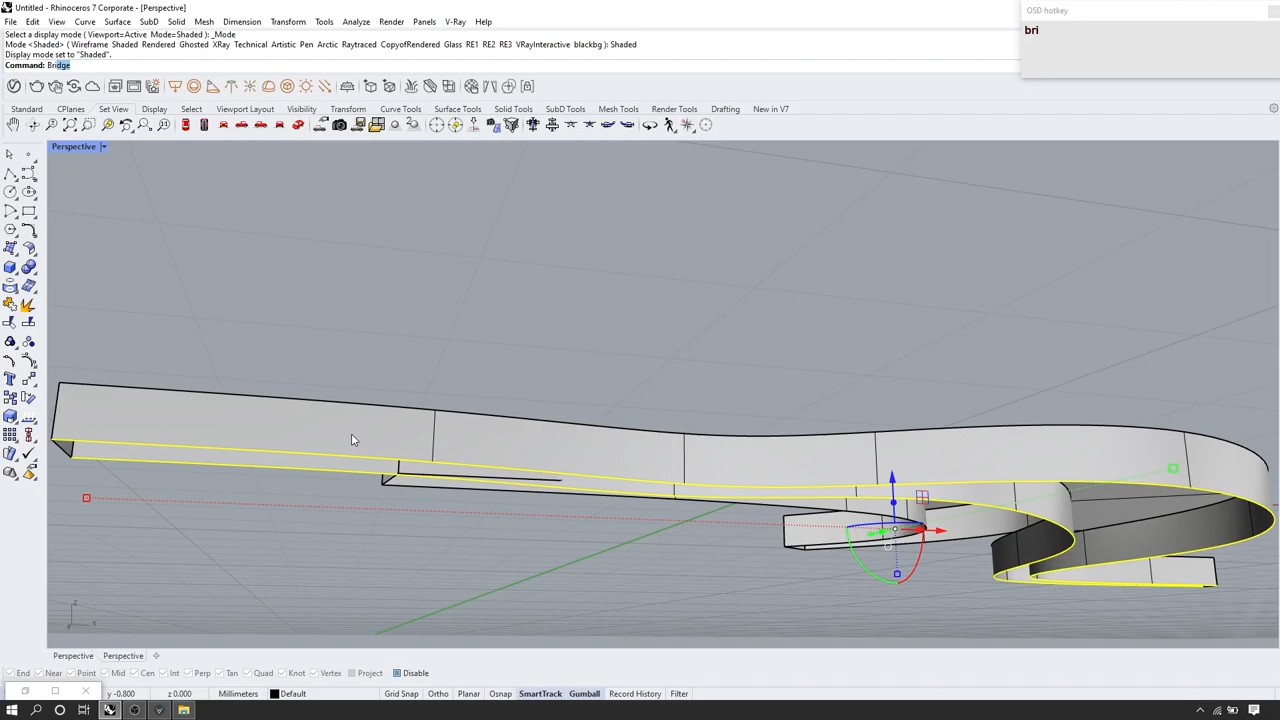 Untitled - Rhinoceros 7 Corporate - [Perspective]
File Edit View Curve Surface SubD Solid Mesh Dimension Transform Tools Analyze Render Panels V-Ray Window Help
Select a display mode ( Viewport=Active Mode=Shaded ): _Mode
Mode <Shaded> ( Wireframe Shaded Rendered Ghosted XRay Technical Artistic Pen Arctic Raytraced CopyofRendered Glass RE1 RE2 RE3 VRayInteractive blackbg ): Shaded
Display mode set to "Shaded".
Command: Bridge
OSD hotkey
bri
Standard CPlanes Set View Display Select Viewport Layout Visibility Transform Curve Tools Surface Tools Solid Tools SubD Tools Mesh Tools Render Tools Drafting New in V7
Perspective
z
x
Perspective Perspective
End Near Point Mid Cen Int Perp Tan Quad Knot Vertex Project Disable
y -0.800 z 0.000 Millimeters Default Grid Snap Ortho Planar Osnap SmartTrack Gumball Record History Filter